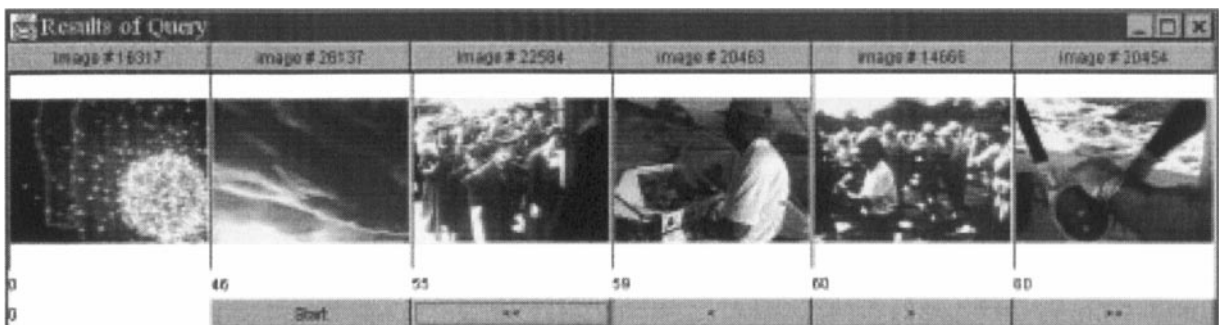 Results of Query
image # 16317 image # 26137 image # 22584 image # 20463 image # 14666 image # 20454
0 46 55 59 60 60
0 Start << < > >>